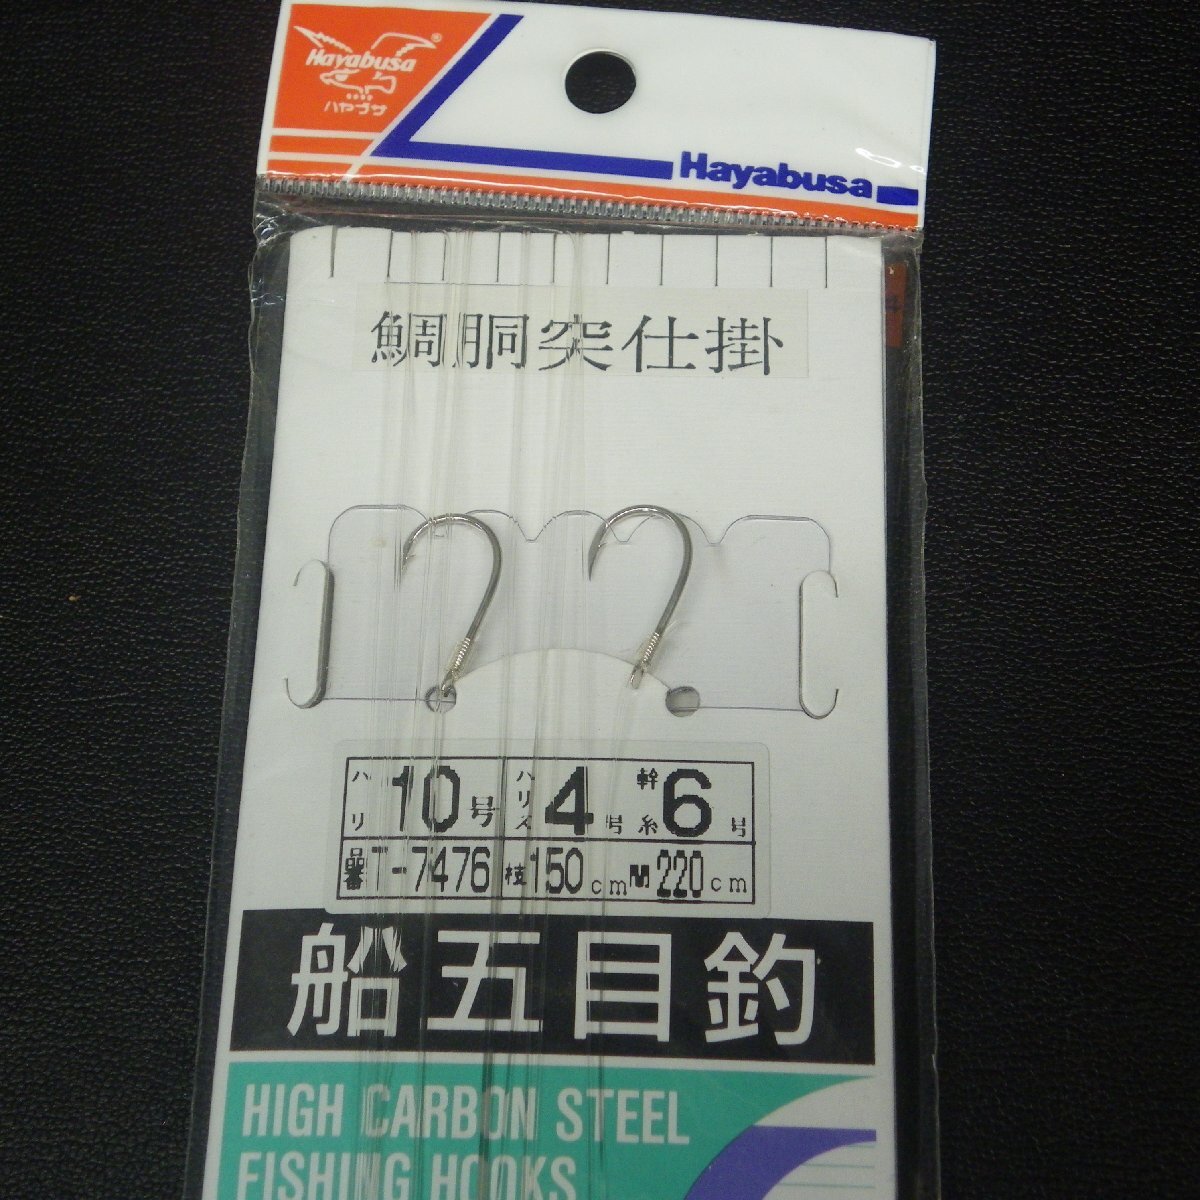 Hayabusa®
ハヤブサ
Hayabusa
鯛胴突仕掛
ハリ 10号 ハリス 4号 幹糸 6号
品番 T-7476 枝 150cm M 220cm
船五目釣
HIGH CARBON STEEL
FISHING HOOKS